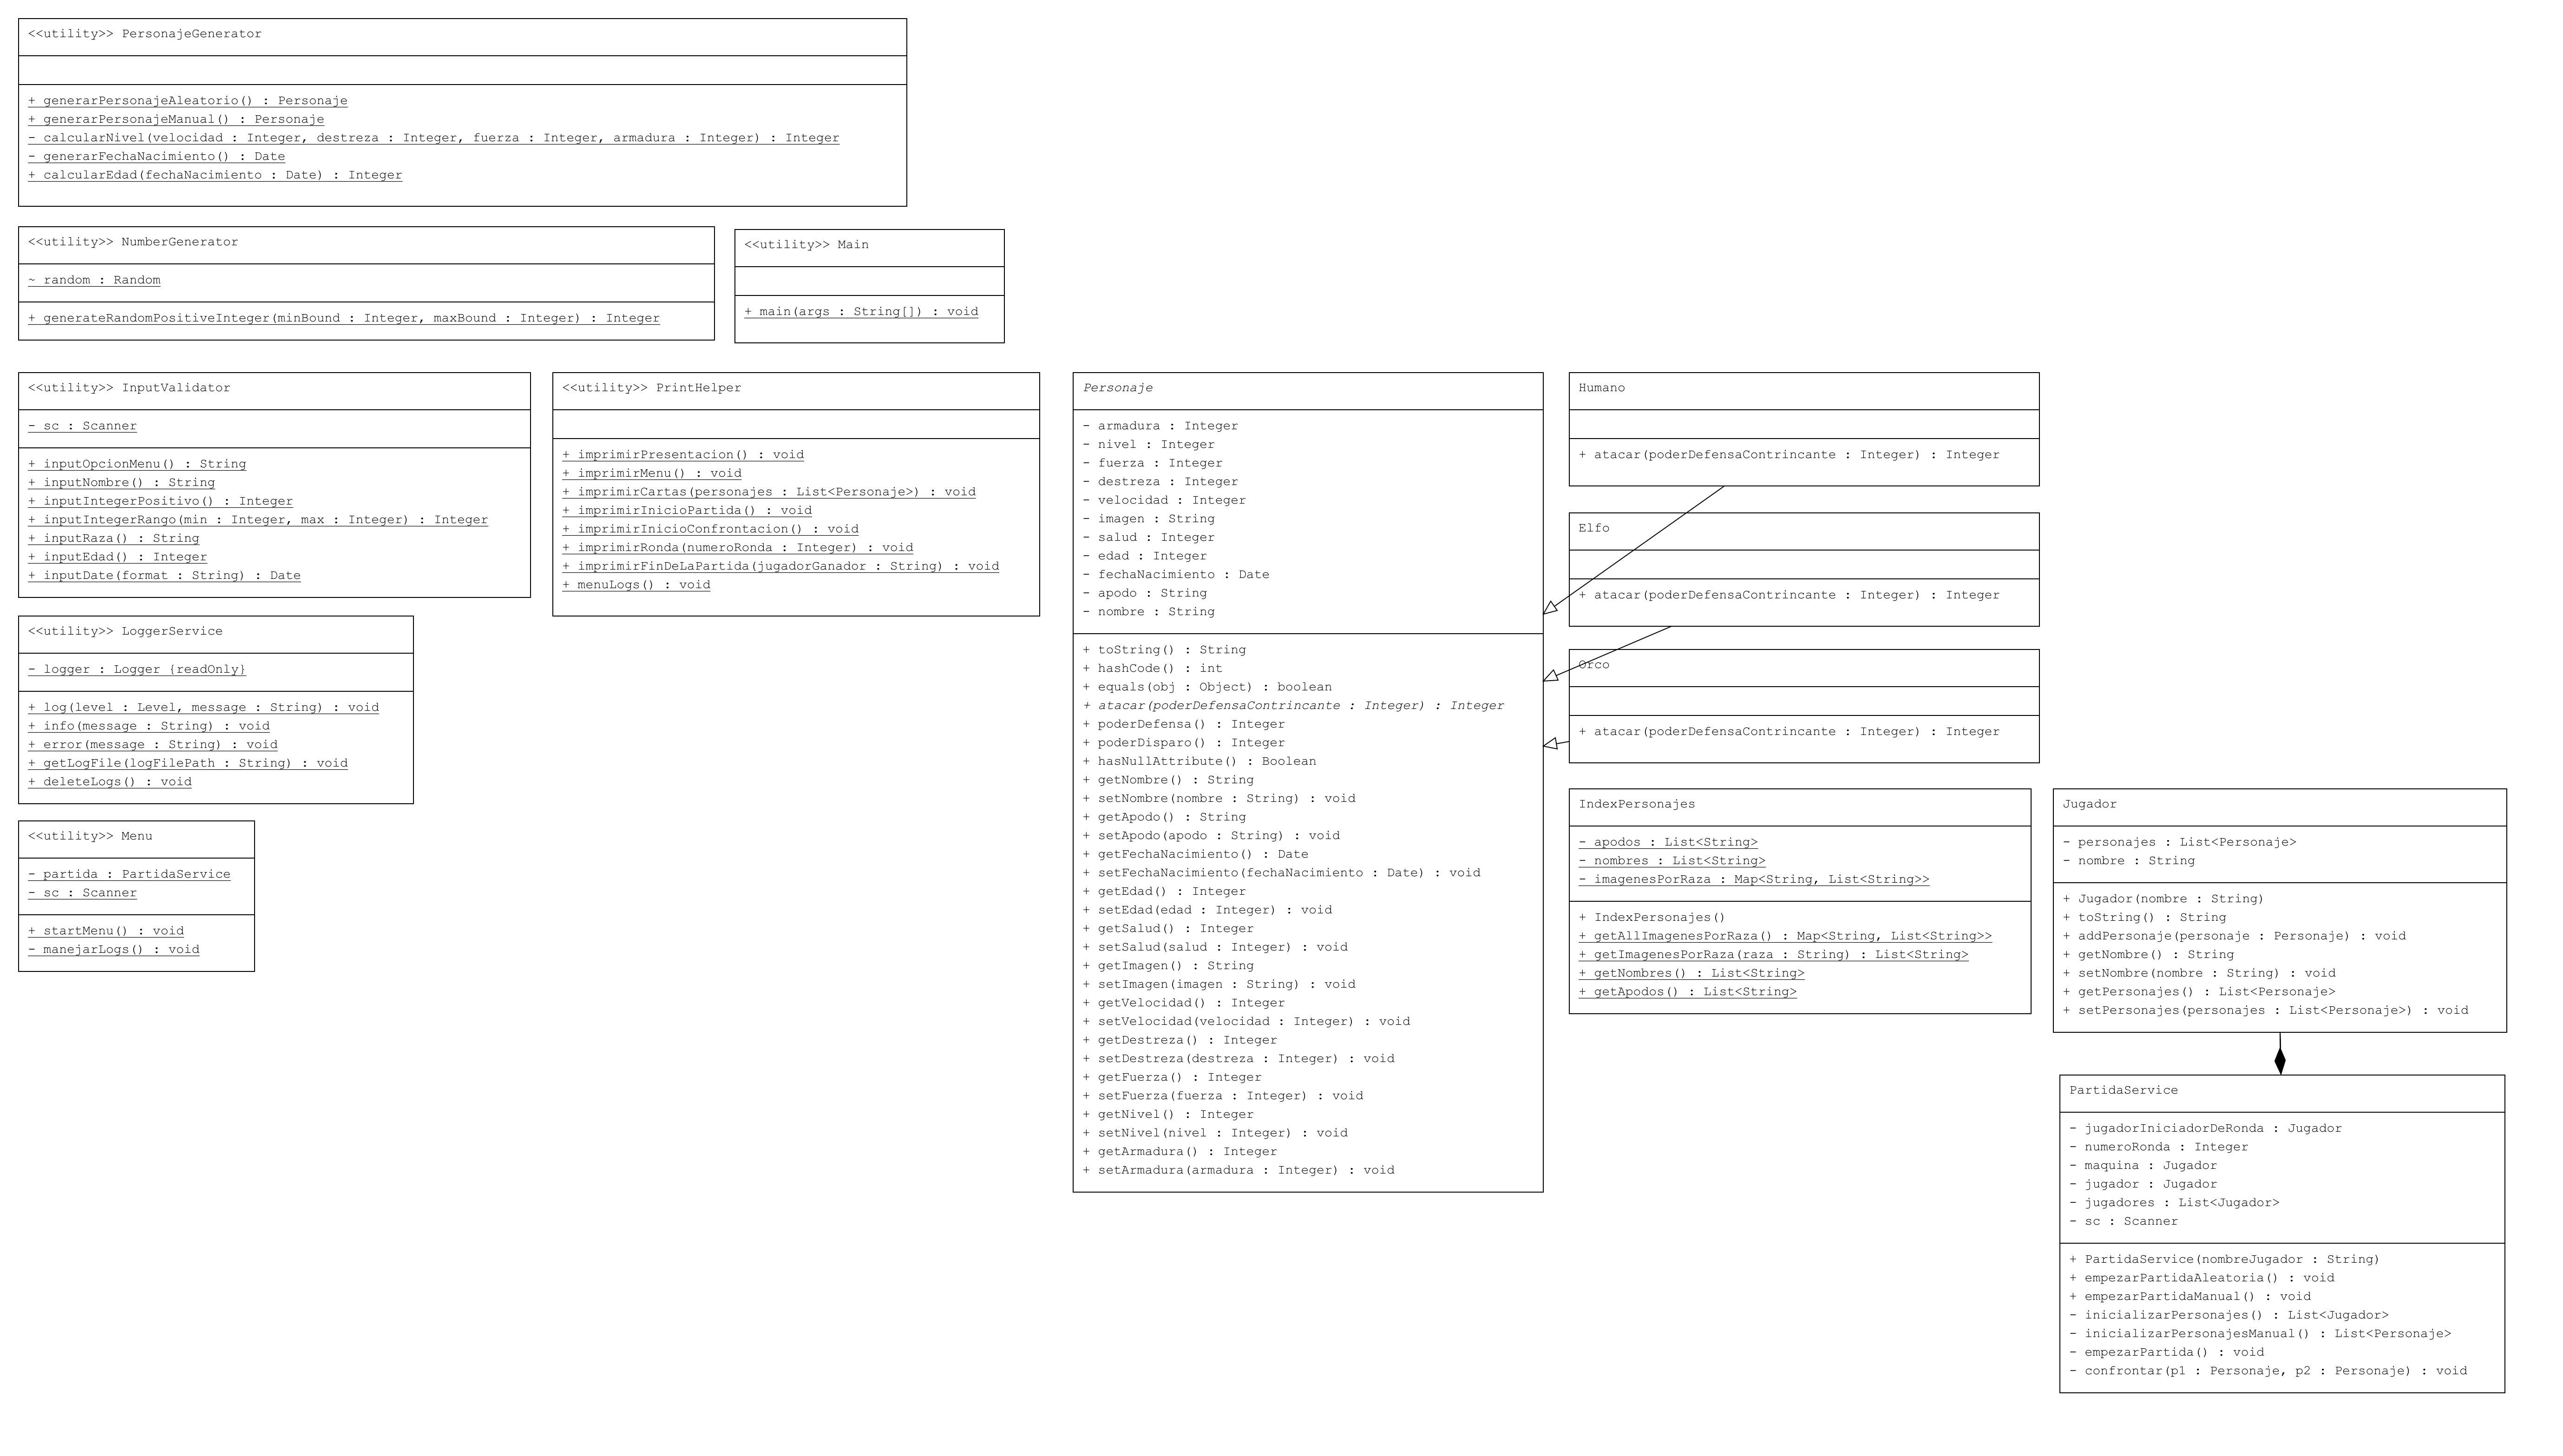 <<utility>> PersonajeGenerator
+ generarPersonajeAleatorio() : Personaje
+ generarPersonajeManual() : Personaje
- calcularNivel(velocidad : Integer, destreza : Integer, fuerza : Integer, armadura : Integer) : Integer
- generarFechaNacimiento() : Date
+ calcularEdad(fechaNacimiento : Date) : Integer
<<utility>> NumberGenerator
~ random : Random
+ generateRandomPositiveInteger(minBound : Integer, maxBound : Integer) : Integer
<<utility>> Main
+ main(args : String[]) : void
<<utility>> InputValidator
- sc : Scanner
+ inputOpcionMenu() : String
+ inputNombre() : String
+ inputIntegerPositivo() : Integer
+ inputIntegerRango(min : Integer, max : Integer) : Integer
+ inputRaza() : String
+ inputEdad() : Integer
+ inputDate(format : String) : Date
<<utility>> PrintHelper
+ imprimirPresentacion() : void
+ imprimirMenu() : void
+ imprimirCartas(personajes : List<Personaje>) : void
+ imprimirInicioPartida() : void
+ imprimirInicioConfrontacion() : void
+ imprimirRonda(numeroRonda : Integer) : void
+ imprimirFinDeLaPartida(jugadorGanador : String) : void
+ menuLogs() : void
<<utility>> LoggerService
- logger : Logger {readOnly}
+ log(level : Level, message : String) : void
+ info(message : String) : void
+ error(message : String) : void
+ getLogFile(logFilePath : String) : void
+ deleteLogs() : void
<<utility>> Menu
- partida : PartidaService
- sc : Scanner
+ startMenu() : void
- manejarLogs() : void
Personaje
- armadura : Integer
- nivel : Integer
- fuerza : Integer
- destreza : Integer
- velocidad : Integer
- imagen : String
- salud : Integer
- edad : Integer
- fechaNacimiento : Date
- apodo : String
- nombre : String
+ toString() : String
+ hashCode() : int
+ equals(obj : Object) : boolean
+ atacar(poderDefensaContrincante : Integer) : Integer
+ poderDefensa() : Integer
+ poderDisparo() : Integer
+ hasNullAttribute() : Boolean
+ getNombre() : String
+ setNombre(nombre : String) : void
+ getApodo() : String
+ setApodo(apodo : String) : void
+ getFechaNacimiento() : Date
+ setFechaNacimiento(fechaNacimiento : Date) : void
+ getEdad() : Integer
+ setEdad(edad : Integer) : void
+ getSalud() : Integer
+ setSalud(salud : Integer) : void
+ getImagen() : String
+ setImagen(imagen : String) : void
+ getVelocidad() : Integer
+ setVelocidad(velocidad : Integer) : void
+ getDestreza() : Integer
+ setDestreza(destreza : Integer) : void
+ getFuerza() : Integer
+ setFuerza(fuerza : Integer) : void
+ getNivel() : Integer
+ setNivel(nivel : Integer) : void
+ getArmadura() : Integer
+ setArmadura(armadura : Integer) : void
Humano
+ atacar(poderDefensaContrincante : Integer) : Integer
Elfo
+ atacar(poderDefensaContrincante : Integer) : Integer
Orco
+ atacar(poderDefensaContrincante : Integer) : Integer
IndexPersonajes
- apodos : List<String>
- nombres : List<String>
- imagenesPorRaza : Map<String, List<String>>
+ IndexPersonajes()
+ getAllImagenesPorRaza() : Map<String, List<String>>
+ getImagenesPorRaza(raza : String) : List<String>
+ getNombres() : List<String>
+ getApodos() : List<String>
Jugador
- personajes : List<Personaje>
- nombre : String
+ Jugador(nombre : String)
+ toString() : String
+ addPersonaje(personaje : Personaje) : void
+ getNombre() : String
+ setNombre(nombre : String) : void
+ getPersonajes() : List<Personaje>
+ setPersonajes(personajes : List<Personaje>) : void
PartidaService
- jugadorIniciadorDeRonda : Jugador
- numeroRonda : Integer
- maquina : Jugador
- jugador : Jugador
- jugadores : List<Jugador>
- sc : Scanner
+ PartidaService(nombreJugador : String)
+ empezarPartidaAleatoria() : void
+ empezarPartidaManual() : void
- inicializarPersonajes() : List<Jugador>
- inicializarPersonajesManual() : List<Personaje>
- empezarPartida() : void
- confrontar(p1 : Personaje, p2 : Personaje) : void